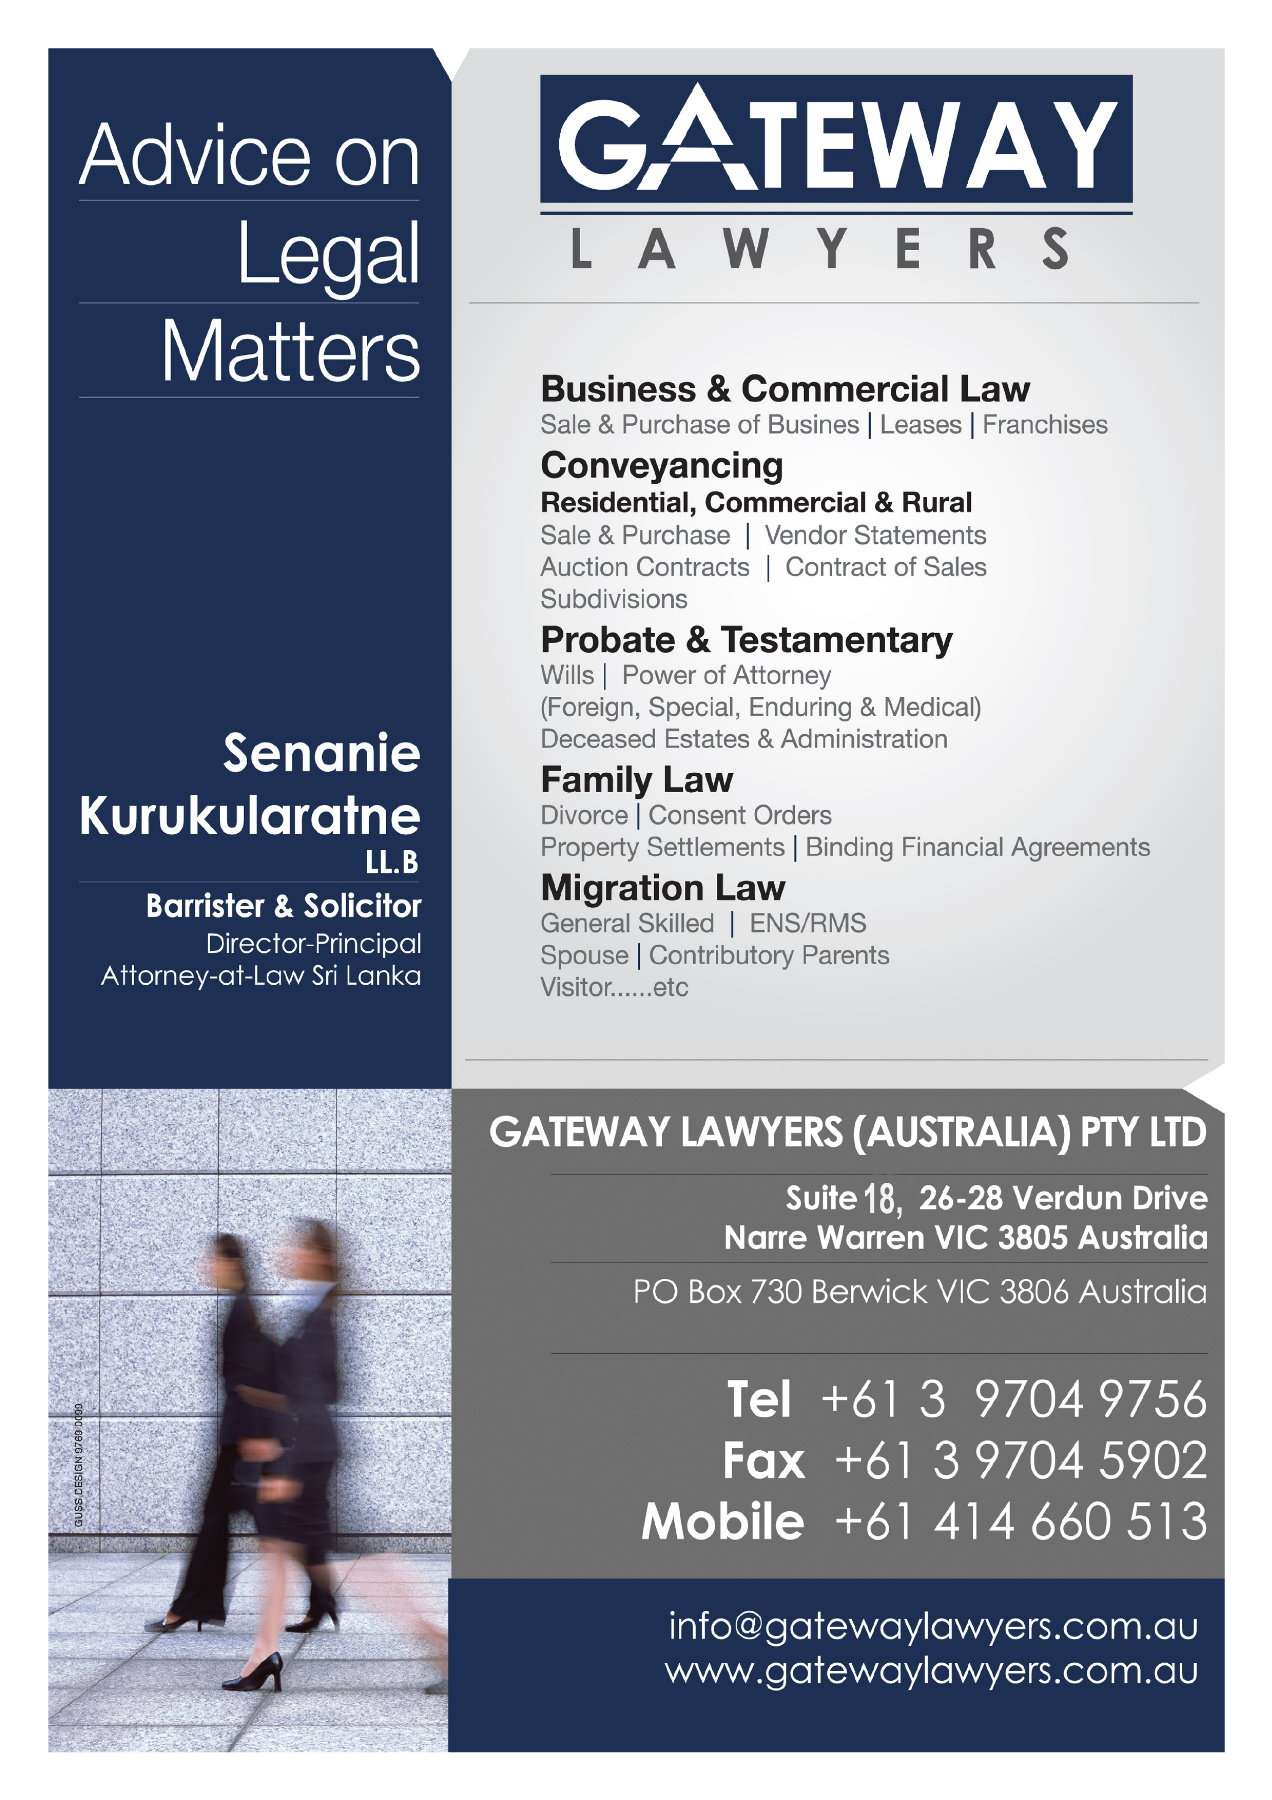 Advice on
Legal
Matters
Senanie
Kurukularatne
LL.B
Barrister & Solicitor
Director-Principal
Attorney-at-Law Sri Lanka
GATEWAY
LAWYERS
Business & Commercial Law
Sale & Purchase of Busines | Leases | Franchises
Conveyancing
Residential, Commercial & Rural
Sale & Purchase | Vendor Statements
Auction Contracts | Contract of Sales
Subdivisions
Probate & Testamentary
Wills | Power of Attorney
(Foreign, Special, Enduring & Medical)
Deceased Estates & Administration
Family Law
Divorce | Consent Orders
Property Settlements | Binding Financial Agreements
Migration Law
General Skilled | ENS/RMS
Spouse | Contributory Parents
Visitor......etc
GATEWAY LAWYERS (AUSTRALIA) PTY LTD
Suite 18, 26-28 Verdun Drive
Narre Warren VIC 3805 Australia
PO Box 730 Berwick VIC 3806 Australia
Tel +61 3 9704 9756
Fax +61 3 9704 5902
Mobile +61 414 660 513
info@gatewaylawyers.com.au
www.gatewaylawyers.com.au
GUSS DESIGN 9769 0099